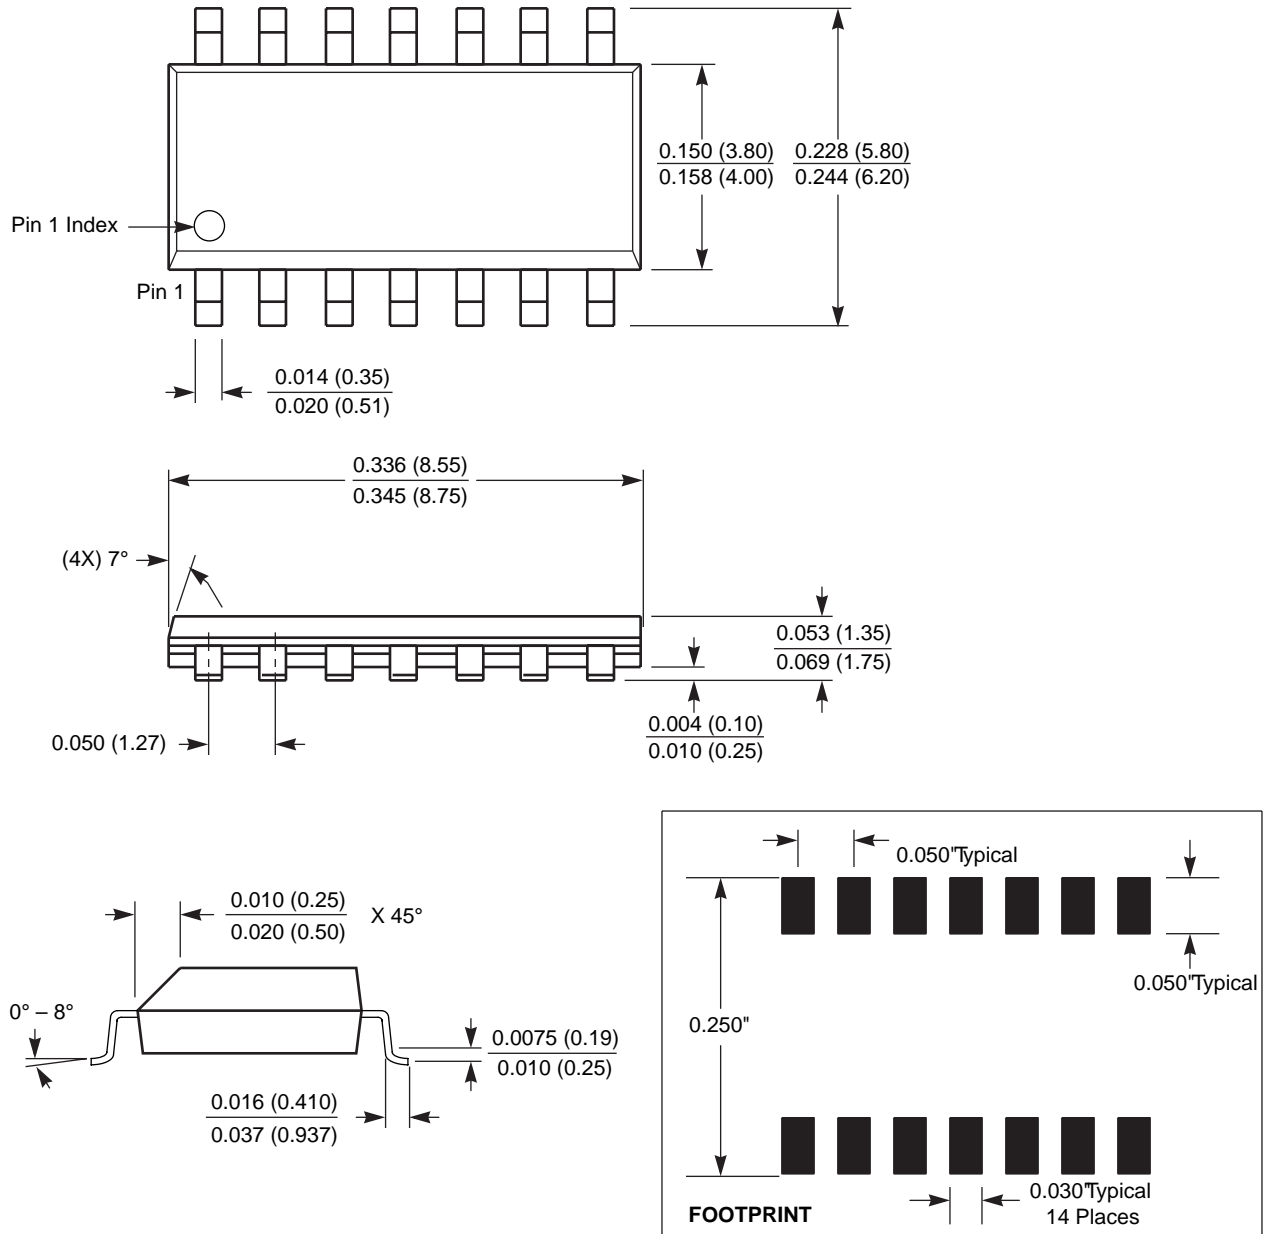 0.150 (3.80)
0.158 (4.00)
0.228 (5.80)
0.244 (6.20)
Pin 1 Index
Pin 1
0.014 (0.35)
0.020 (0.51)
0.336 (8.55)
0.345 (8.75)
(4X) 7°
0.053 (1.35)
0.069 (1.75)
0.004 (0.10)
0.010 (0.25)
0.050 (1.27)
0.010 (0.25)
0.020 (0.50)
X 45°
0° – 8°
0.0075 (0.19)
0.010 (0.25)
0.016 (0.410)
0.037 (0.937)
0.050"Typical
0.050"Typical
0.250"
0.030"Typical
14 Places
FOOTPRINT